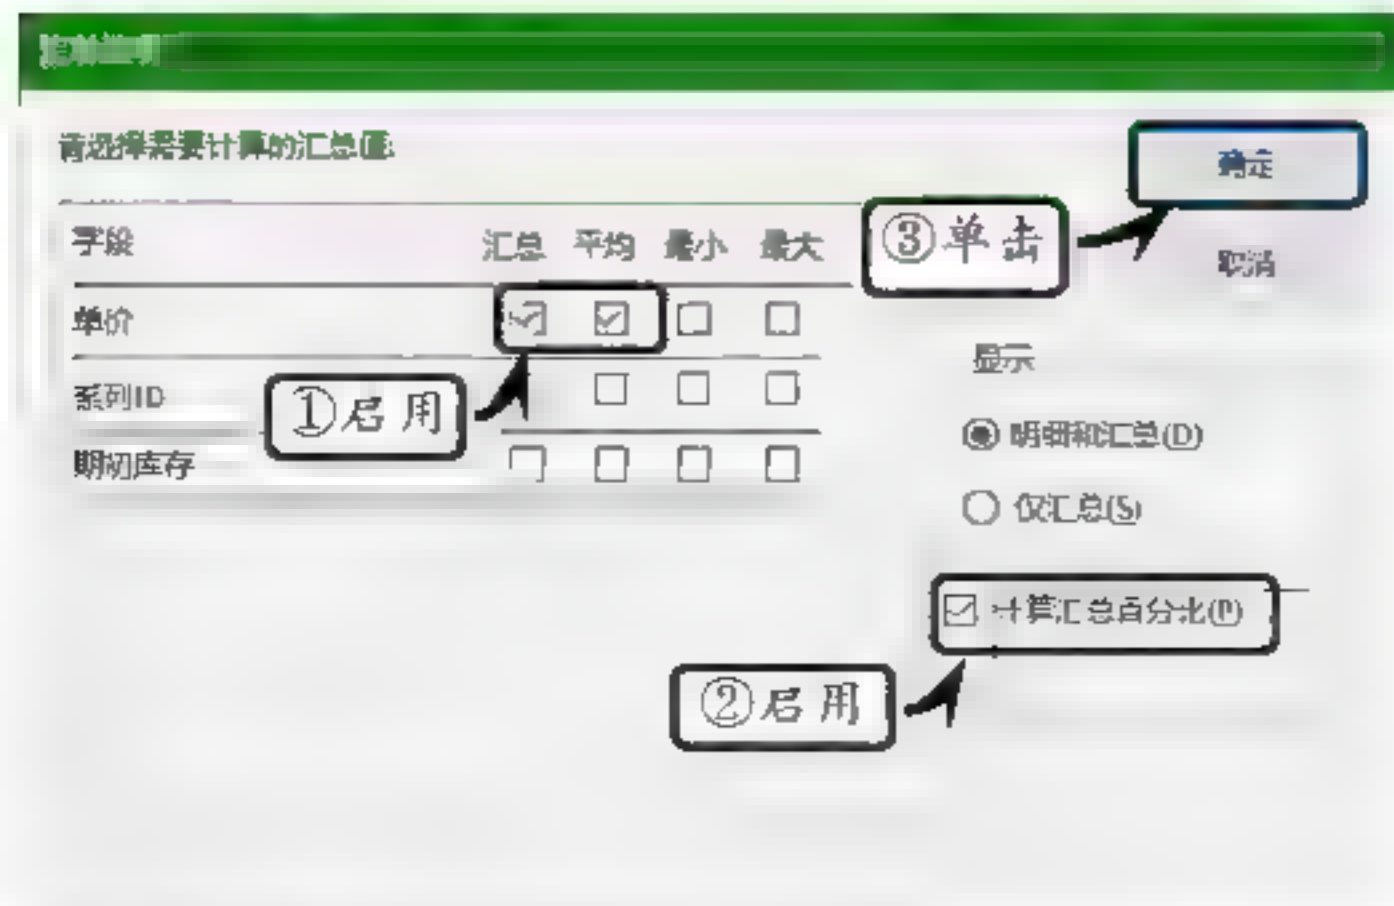 请选择需要计算的汇总值:
确定
字段 汇总 平均 最小 最大
③单击
取消
单价
显示
系列ID
①启用
明细和汇总(D)
期初库存
仅汇总(S)
计算汇总百分比(P)
②启用